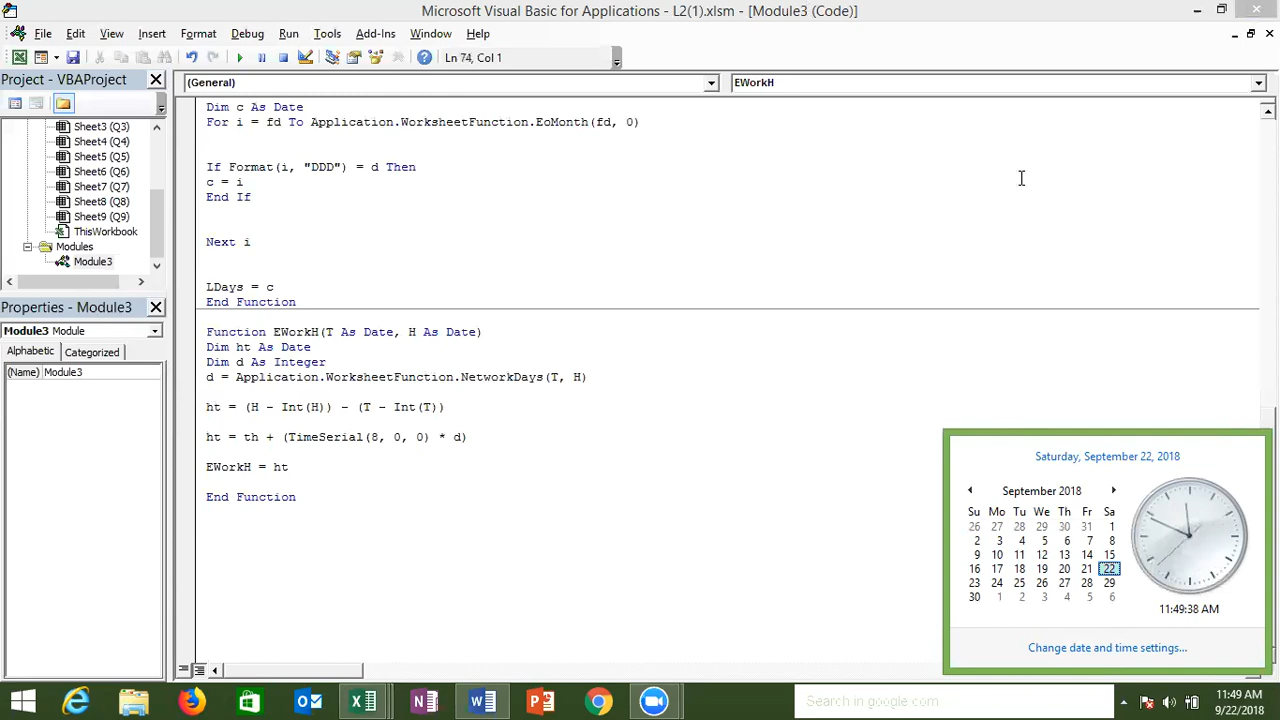 Microsoft Visual Basic for Applications - L2(1).xlsm - [Module3 (Code)]
File Edit View Insert Format Debug Run Tools Add-Ins Window Help
Ln 74, Col 1
Project - VBAProject
(General)
EWorkH
Sheet3 (Q3)
Sheet4 (Q4)
Sheet5 (Q5)
Sheet6 (Q6)
Sheet7 (Q7)
Sheet8 (Q8)
Sheet9 (Q9)
ThisWorkbook
Modules
Module3
Properties - Module3
Module3 Module
Alphabetic Categorized
(Name) Module3
Dim c As Date
For i = fd To Application.WorksheetFunction.EoMonth(fd, 0)
If Format(i, "DDD") = d Then
c = i
End If
Next i
LDays = c
End Function
Function EWorkH(T As Date, H As Date)
Dim ht As Date
Dim d As Integer
d = Application.WorksheetFunction.NetworkDays(T, H)
ht = (H - Int(H)) - (T - Int(T))
ht = th + (TimeSerial(8, 0, 0) * d)
EWorkH = ht
End Function
Saturday, September 22, 2018
September 2018
Su Mo Tu We Th Fr Sa
26 27 28 29 30 31 1
2 3 4 5 6 7 8
9 10 11 12 13 14 15
16 17 18 19 20 21 22
23 24 25 26 27 28 29
30 1 2 3 4 5 6
11:49:38 AM
Change date and time settings...
Search in google.com
11:49 AM
9/22/2018